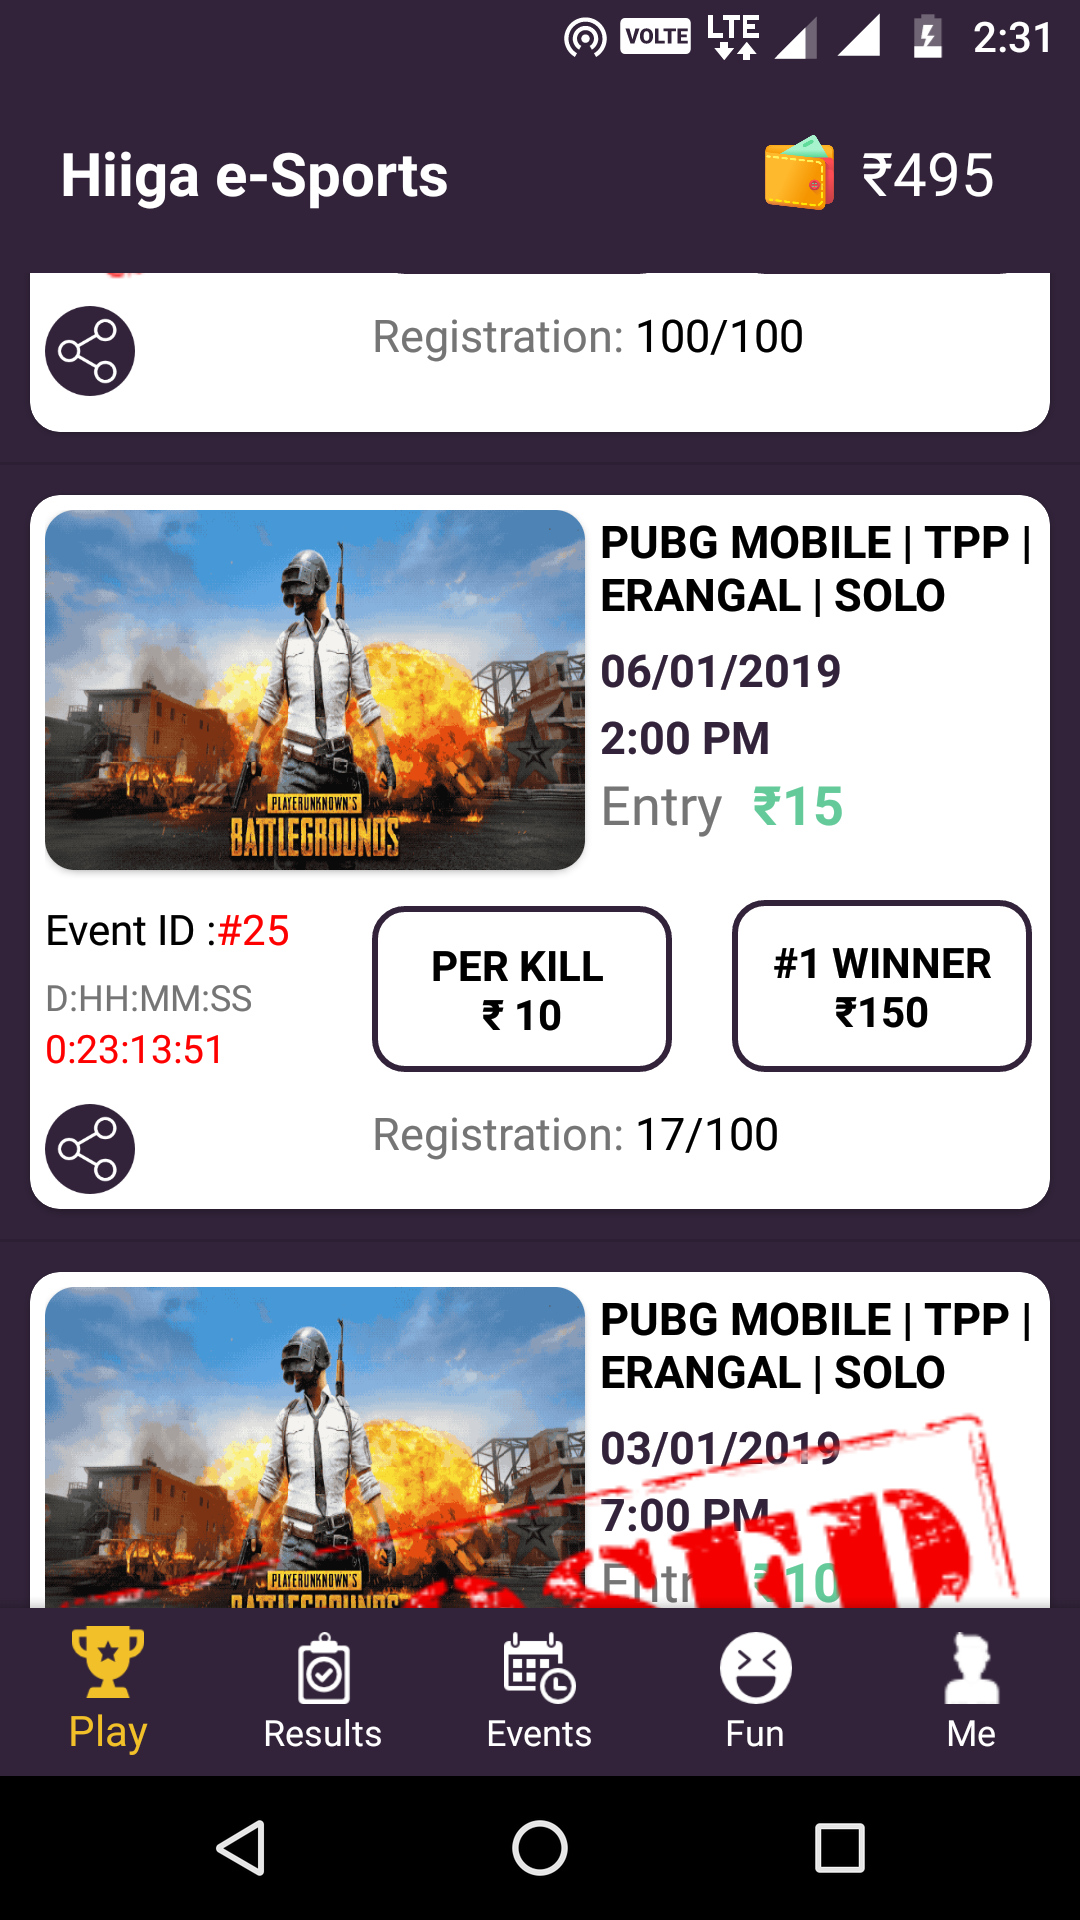 VOLTE LTE 2:31
Hiiga e-Sports ₹495
Registration: 100/100
PUBG MOBILE | TPP |
ERANGAL | SOLO
06/01/2019
2:00 PM
Entry ₹15
PLAYERUNKNOWN'S
BATTLEGROUNDS
Event ID :#25
D:HH:MM:SS
0:23:13:51
PER KILL
₹ 10
#1 WINNER
₹150
Registration: 17/100
PUBG MOBILE | TPP |
ERANGAL | SOLO
03/01/2019
7:00 PM
Entry ₹10
PLAYERUNKNOWN'S
BATTLEGROUNDS
Play Results Events Fun Me